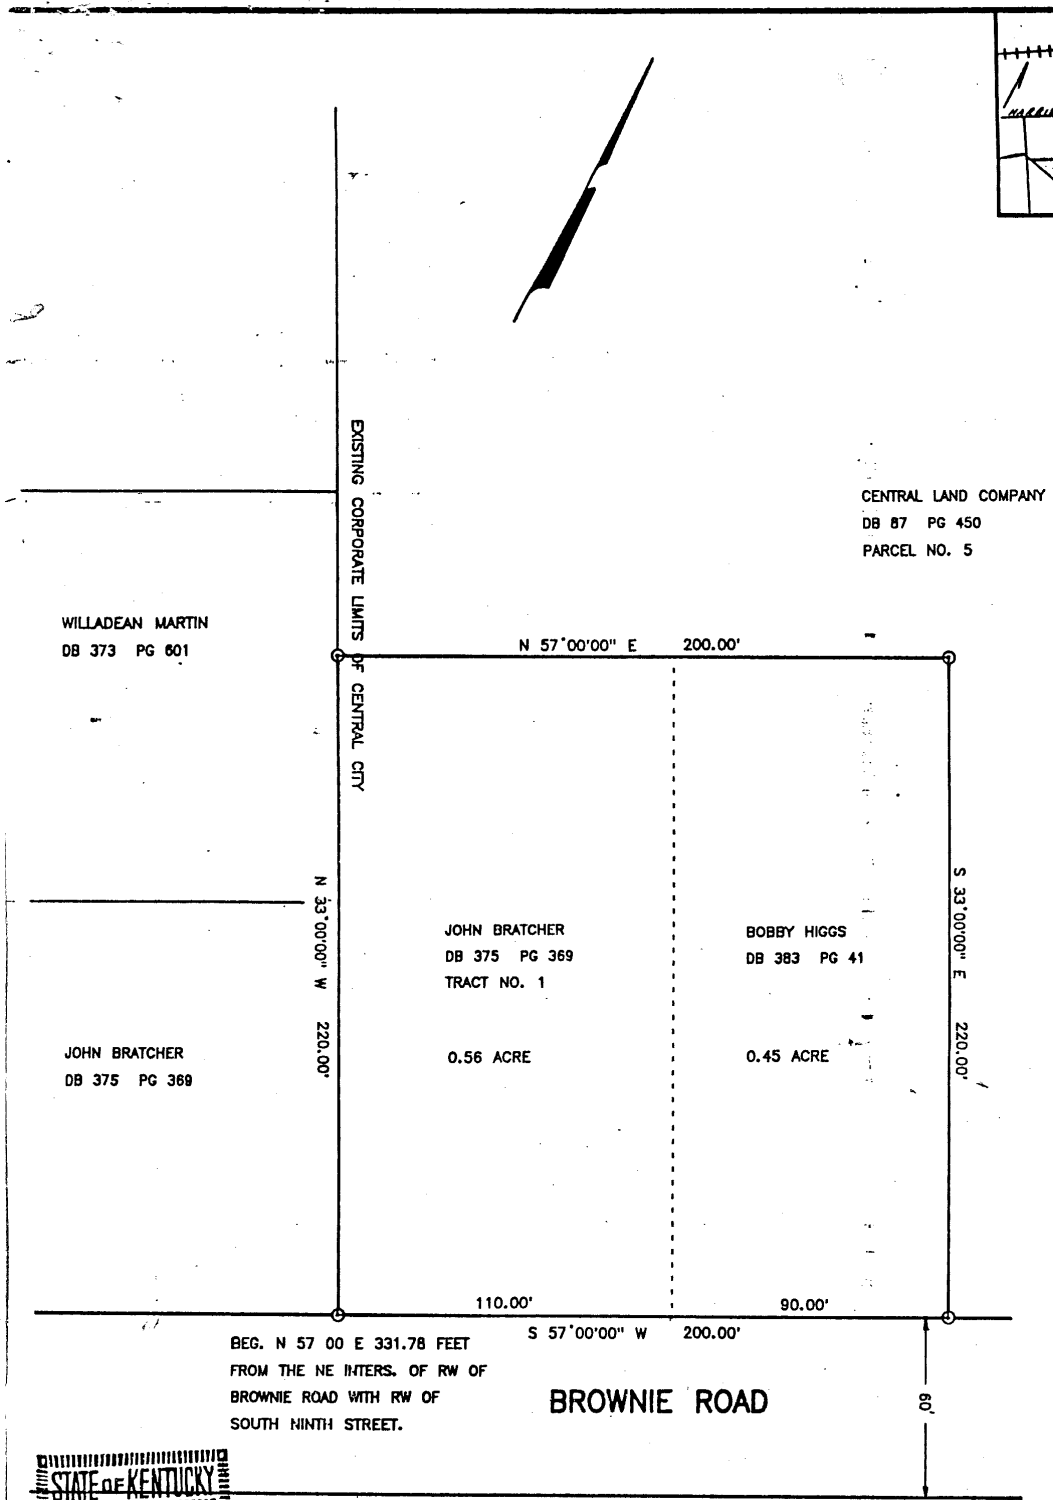 EXISTING CORPORATE LIMITS OF CENTRAL CITY
CENTRAL LAND COMPANY
DB 87 PG 450
PARCEL NO. 5
WILLADEAN MARTIN
DB 373 PG 601
N 57°00'00" E 200.00'
N 33°00'00" W 220.00'
S 33°00'00" E 220.00'
JOHN BRATCHER
DB 375 PG 369
TRACT NO. 1
0.56 ACRE
BOBBY HIGGS
DB 383 PG 41
0.45 ACRE
JOHN BRATCHER
DB 375 PG 369
110.00'
90.00'
S 57°00'00" W 200.00'
BEG. N 57 00 E 331.78 FEET
FROM THE NE INTERS. OF RW OF
BROWNIE ROAD WITH RW OF
SOUTH NINTH STREET.
BROWNIE ROAD
60'
STATE OF KENTUCKY